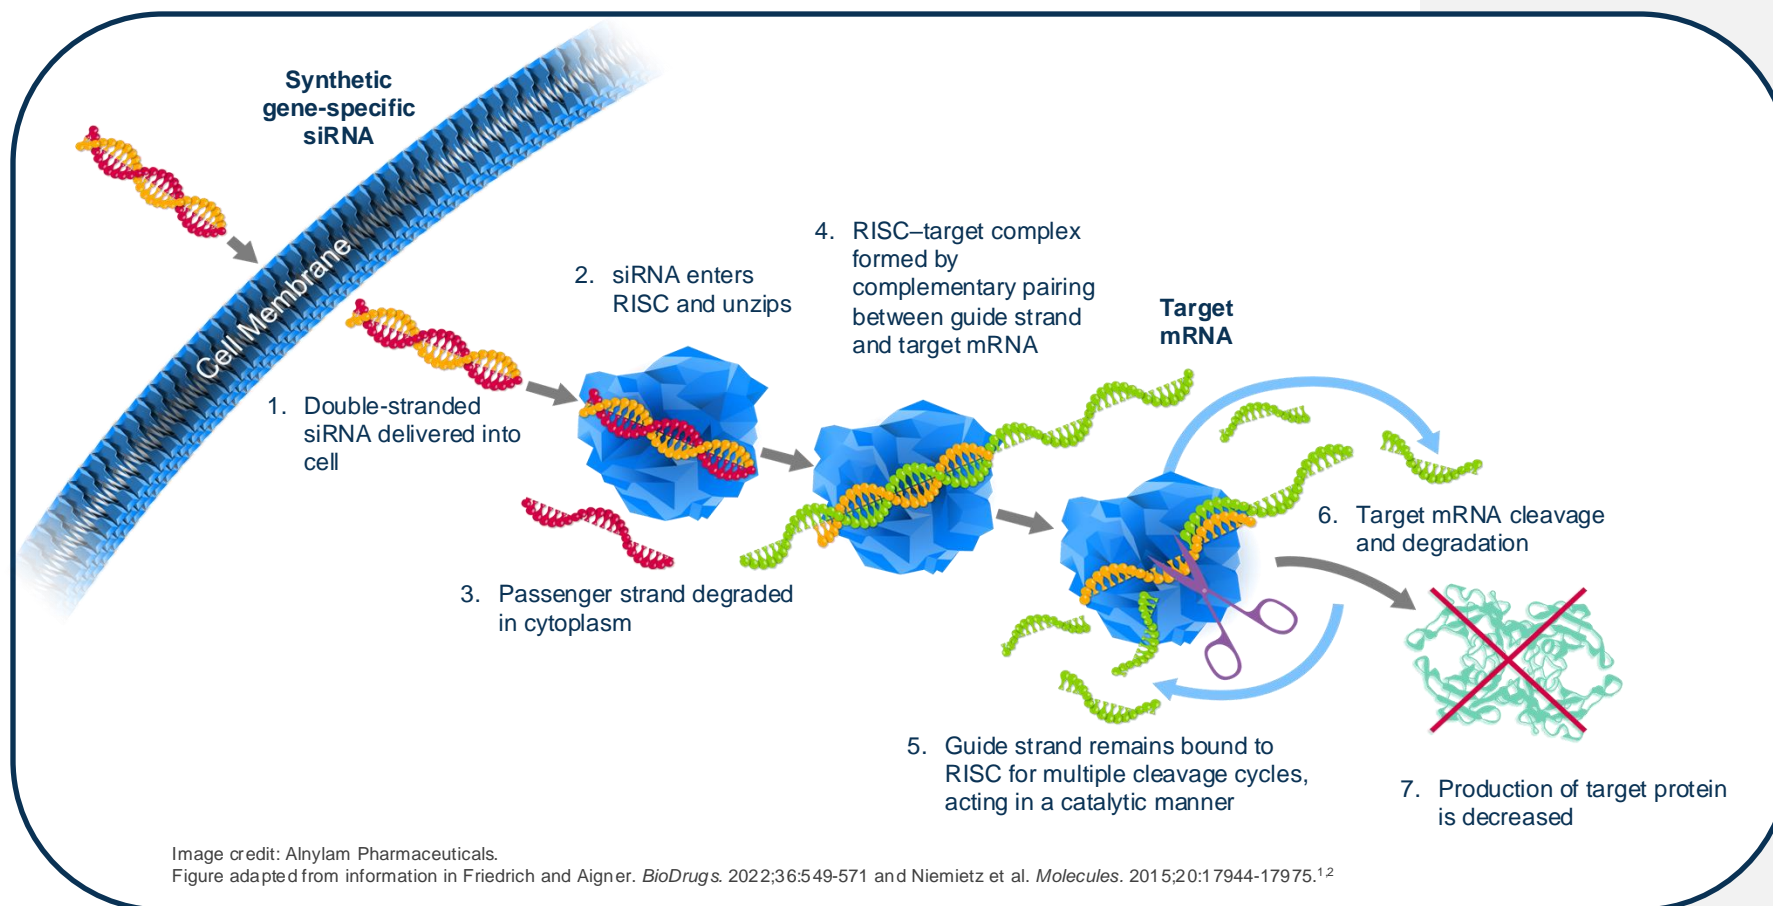 Synthetic
gene-specific
siRNA
Cell Membrane
1. Double-stranded
siRNA delivered into
cell
2. siRNA enters
RISC and unzips
3. Passenger strand degraded
in cytoplasm
4. RISC–target complex
formed by
complementary pairing
between guide strand
and target mRNA
Target
mRNA
5. Guide strand remains bound to
RISC for multiple cleavage cycles,
acting in a catalytic manner
6. Target mRNA cleavage
and degradation
7. Production of target protein
is decreased
Image credit: Alnylam Pharmaceuticals.
Figure adapted from information in Friedrich and Aigner. BioDrugs. 2022;36:549-571 and Niemietz et al. Molecules. 2015;20:17944-17975.1,2